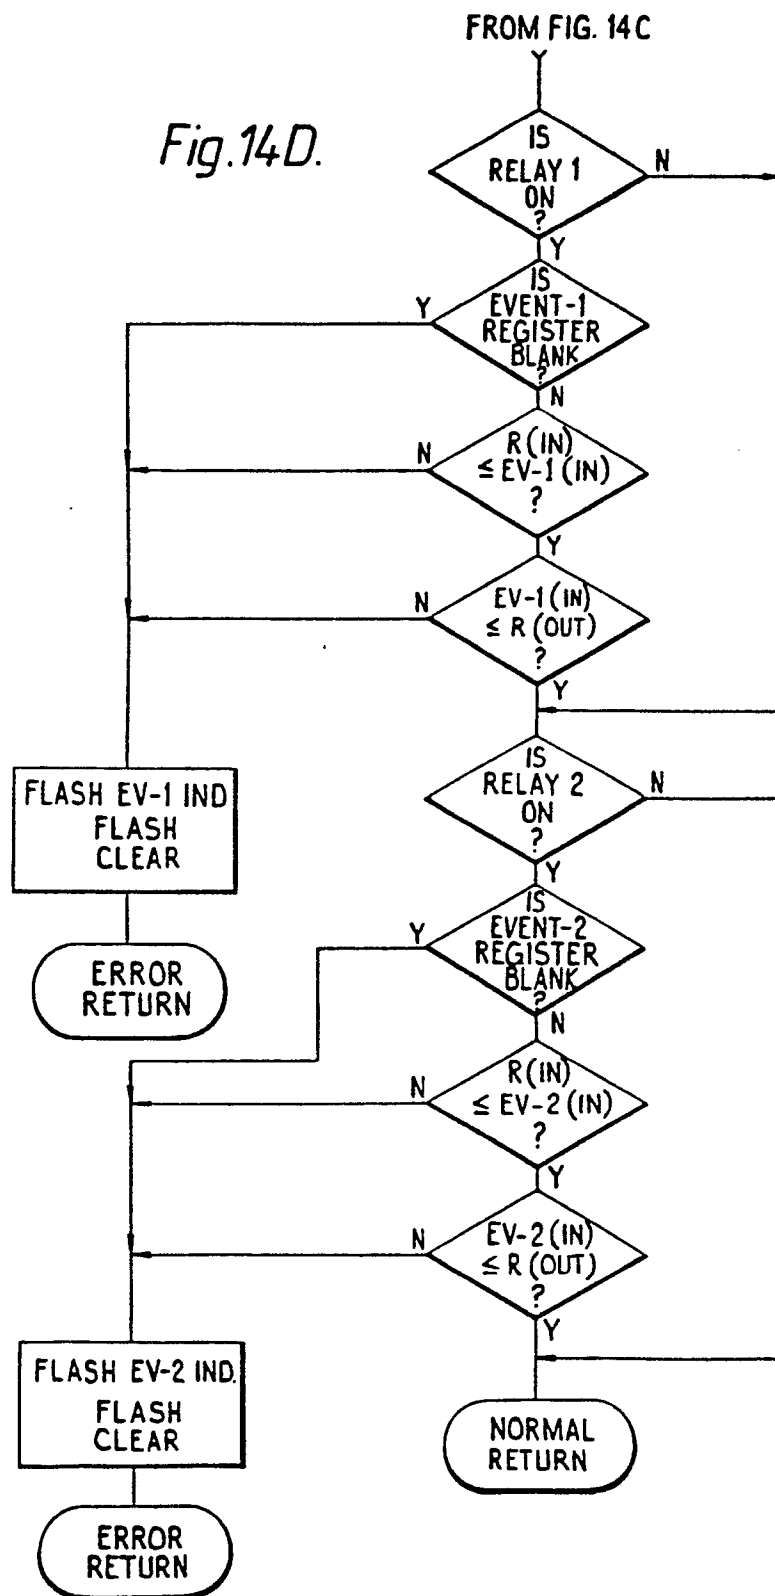 FROM FIG. 14C
Y
Fig.14D.
IS
RELAY 1
ON
?
N
Y
IS
EVENT-1
REGISTER
BLANK
?
Y
N
R(IN)
≤ EV-1(IN)
?
N
Y
EV-1(IN)
≤ R(OUT)
?
N
Y
FLASH EV-1 IND
FLASH
CLEAR
ERROR
RETURN
IS
RELAY 2
ON
?
N
Y
IS
EVENT-2
REGISTER
BLANK
?
Y
N
R(IN)
≤ EV-2(IN)
?
N
Y
EV-2(IN)
≤ R(OUT)
?
N
Y
FLASH EV-2 IND.
FLASH
CLEAR
ERROR
RETURN
NORMAL
RETURN